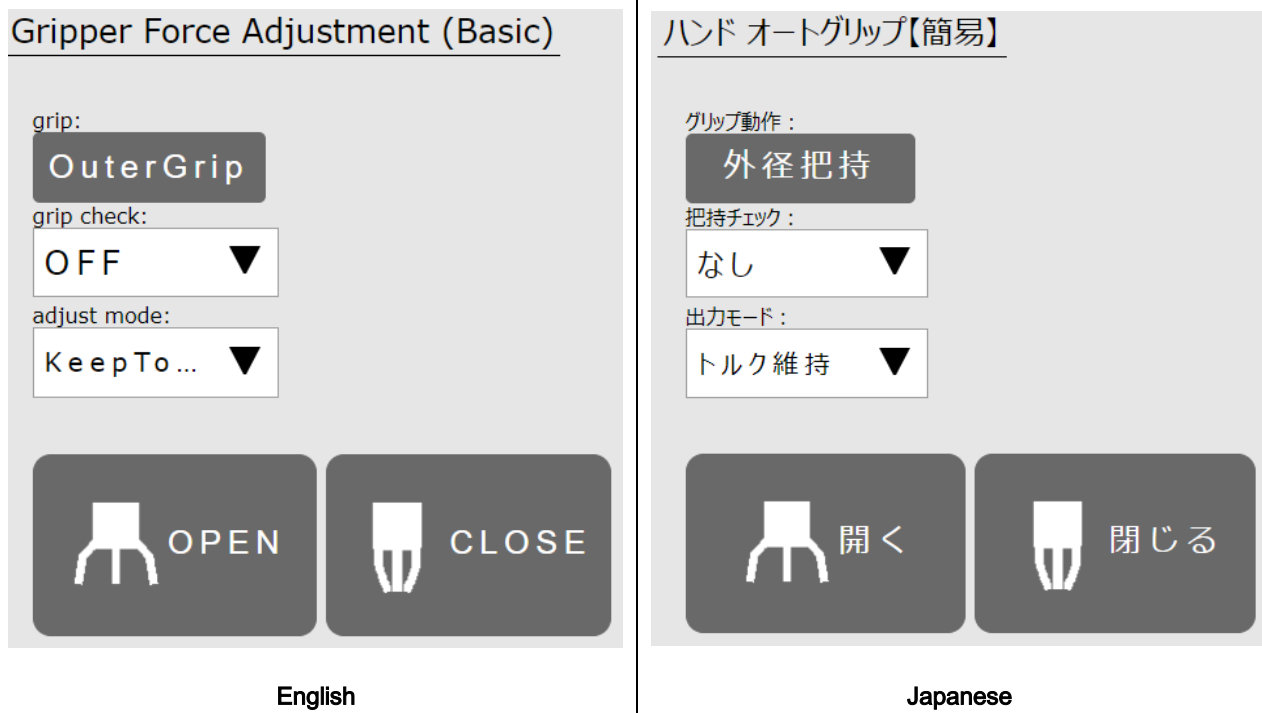 Gripper Force Adjustment (Basic)
grip:
OuterGrip
grip check:
OFF
adjust mode:
KeepTo...
OPEN
CLOSE
English
ハンド オートグリップ【簡易】
グリップ動作：
外径把持
把持チェック：
なし
出力モード：
トルク維持
開く
閉じる
Japanese